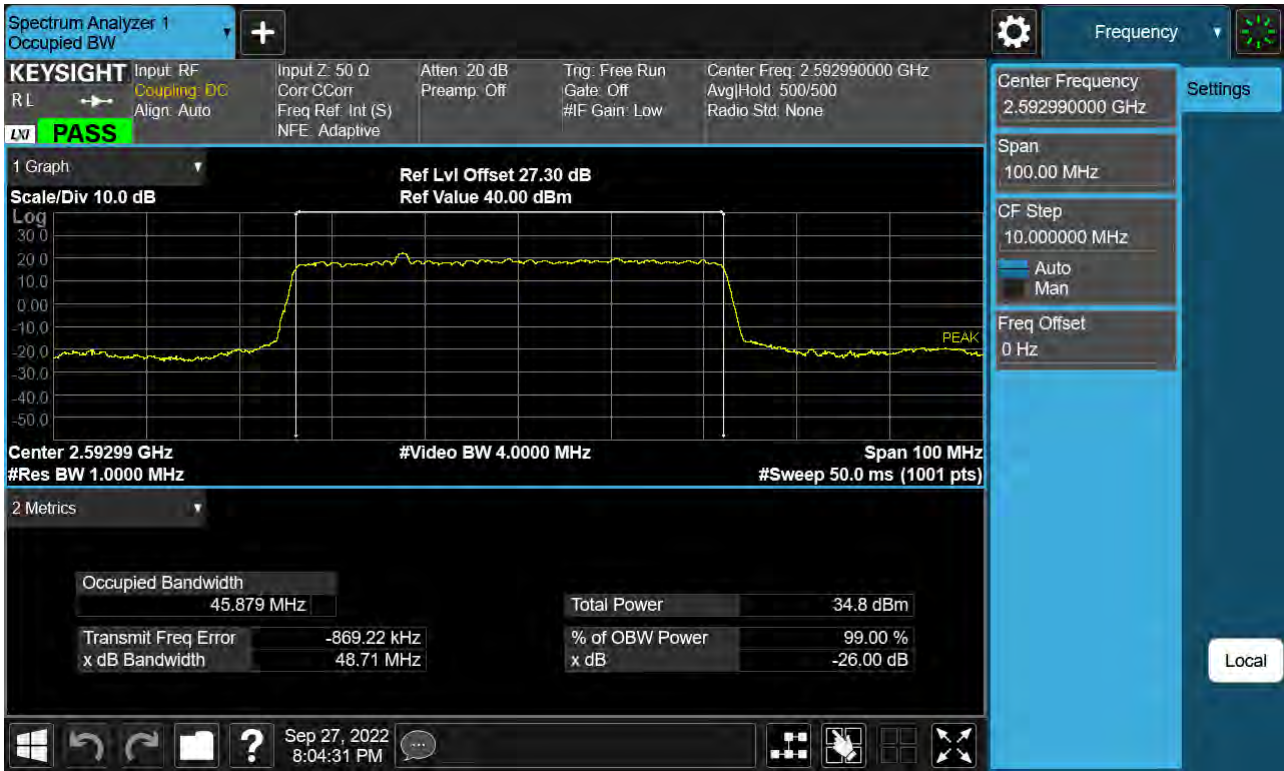 Spectrum Analyzer 1
Occupied BW
Frequency
KEYSIGHT
R L
LXI
PASS
Input: RF
Coupling: DC
Align: Auto
Input Z: 50 Ω
Corr CCorr
Freq Ref: Int (S)
NFE: Adaptive
Atten: 20 dB
Preamp: Off
Trig: Free Run
Gate: Off
#IF Gain: Low
Center Freq: 2.592990000 GHz
Avg|Hold: 500/500
Radio Std: None
1 Graph
Scale/Div 10.0 dB
Ref Lvl Offset 27.30 dB
Ref Value 40.00 dBm
Log
30.0
20.0
10.0
0.00
-10.0
-20.0
-30.0
-40.0
-50.0
PEAK
Center 2.59299 GHz
#Video BW 4.0000 MHz
Span 100 MHz
#Res BW 1.0000 MHz
#Sweep 50.0 ms (1001 pts)
2 Metrics
Occupied Bandwidth
45.879 MHz
Transmit Freq Error -869.22 kHz
x dB Bandwidth 48.71 MHz
Total Power 34.8 dBm
% of OBW Power 99.00 %
x dB -26.00 dB
Sep 27, 2022
8:04:31 PM
Center Frequency
2.592990000 GHz
Span
100.00 MHz
CF Step
10.000000 MHz
Auto
Man
Freq Offset
0 Hz
Settings
Local